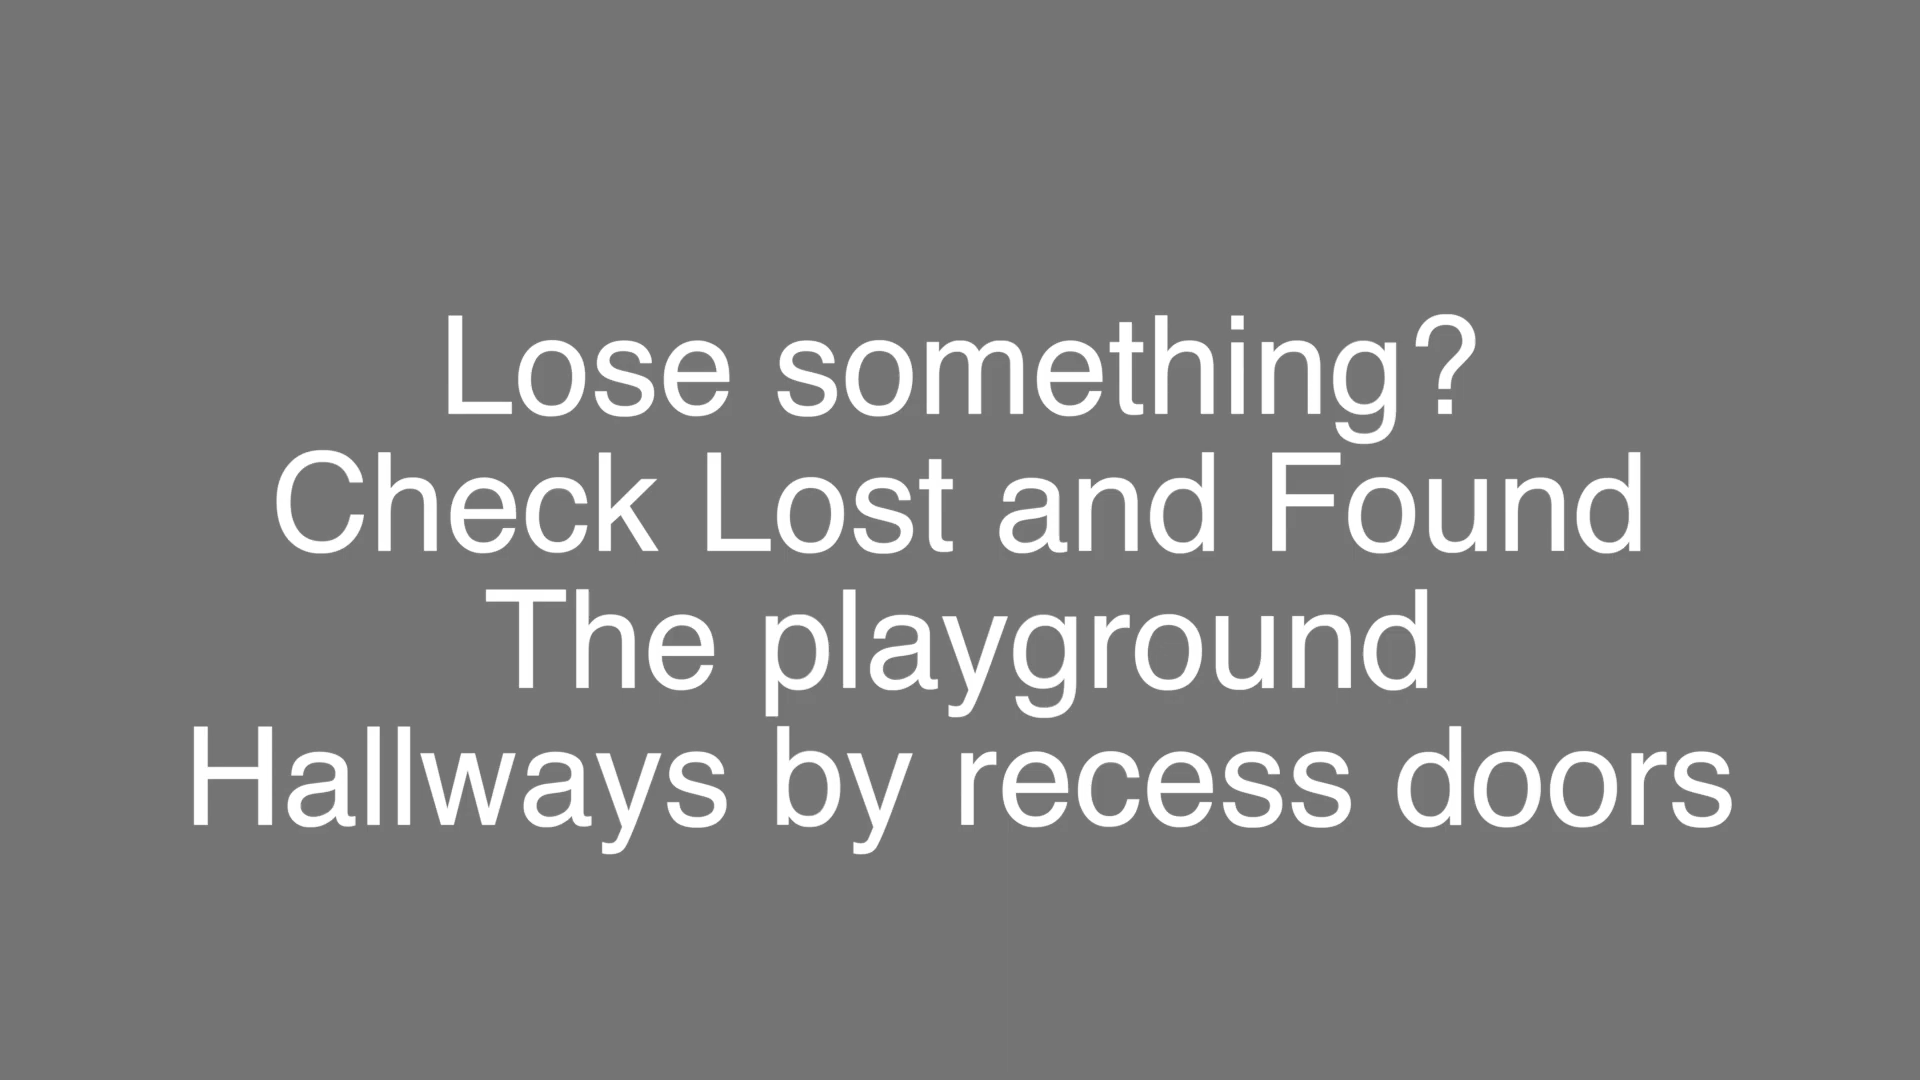 Lose something?
Check Lost and Found
The playground
Hallways by recess doors